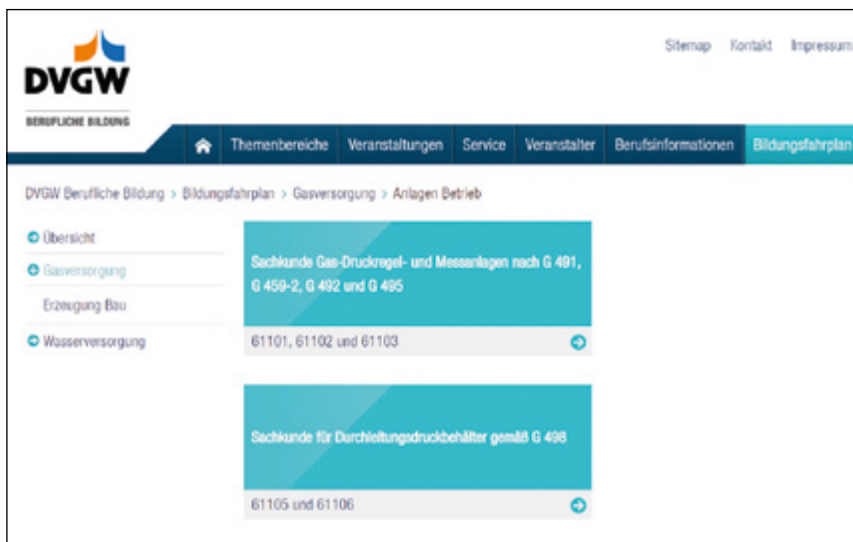 Sitemap Kontakt Impressum
DVGW
BERUFLICHE BILDUNG
Themenbereiche Veranstaltungen Service Veranstalter Berufsinformationen Bildungsfahrplan
DVGW Berufliche Bildung > Bildungsfahrplan > Gasversorgung > Anlagen Betrieb
Übersicht
Gasversorgung
Erzeugung Bau
Wasserversorgung
Sachkunde Gas-Druckregel- und Messanlagen nach G 491,
G 459-2, G 492 und G 495
61101, 61102 und 61103
Sachkunde für Durchleitungsdruckbehälter gemäß G 498
61105 und 61106